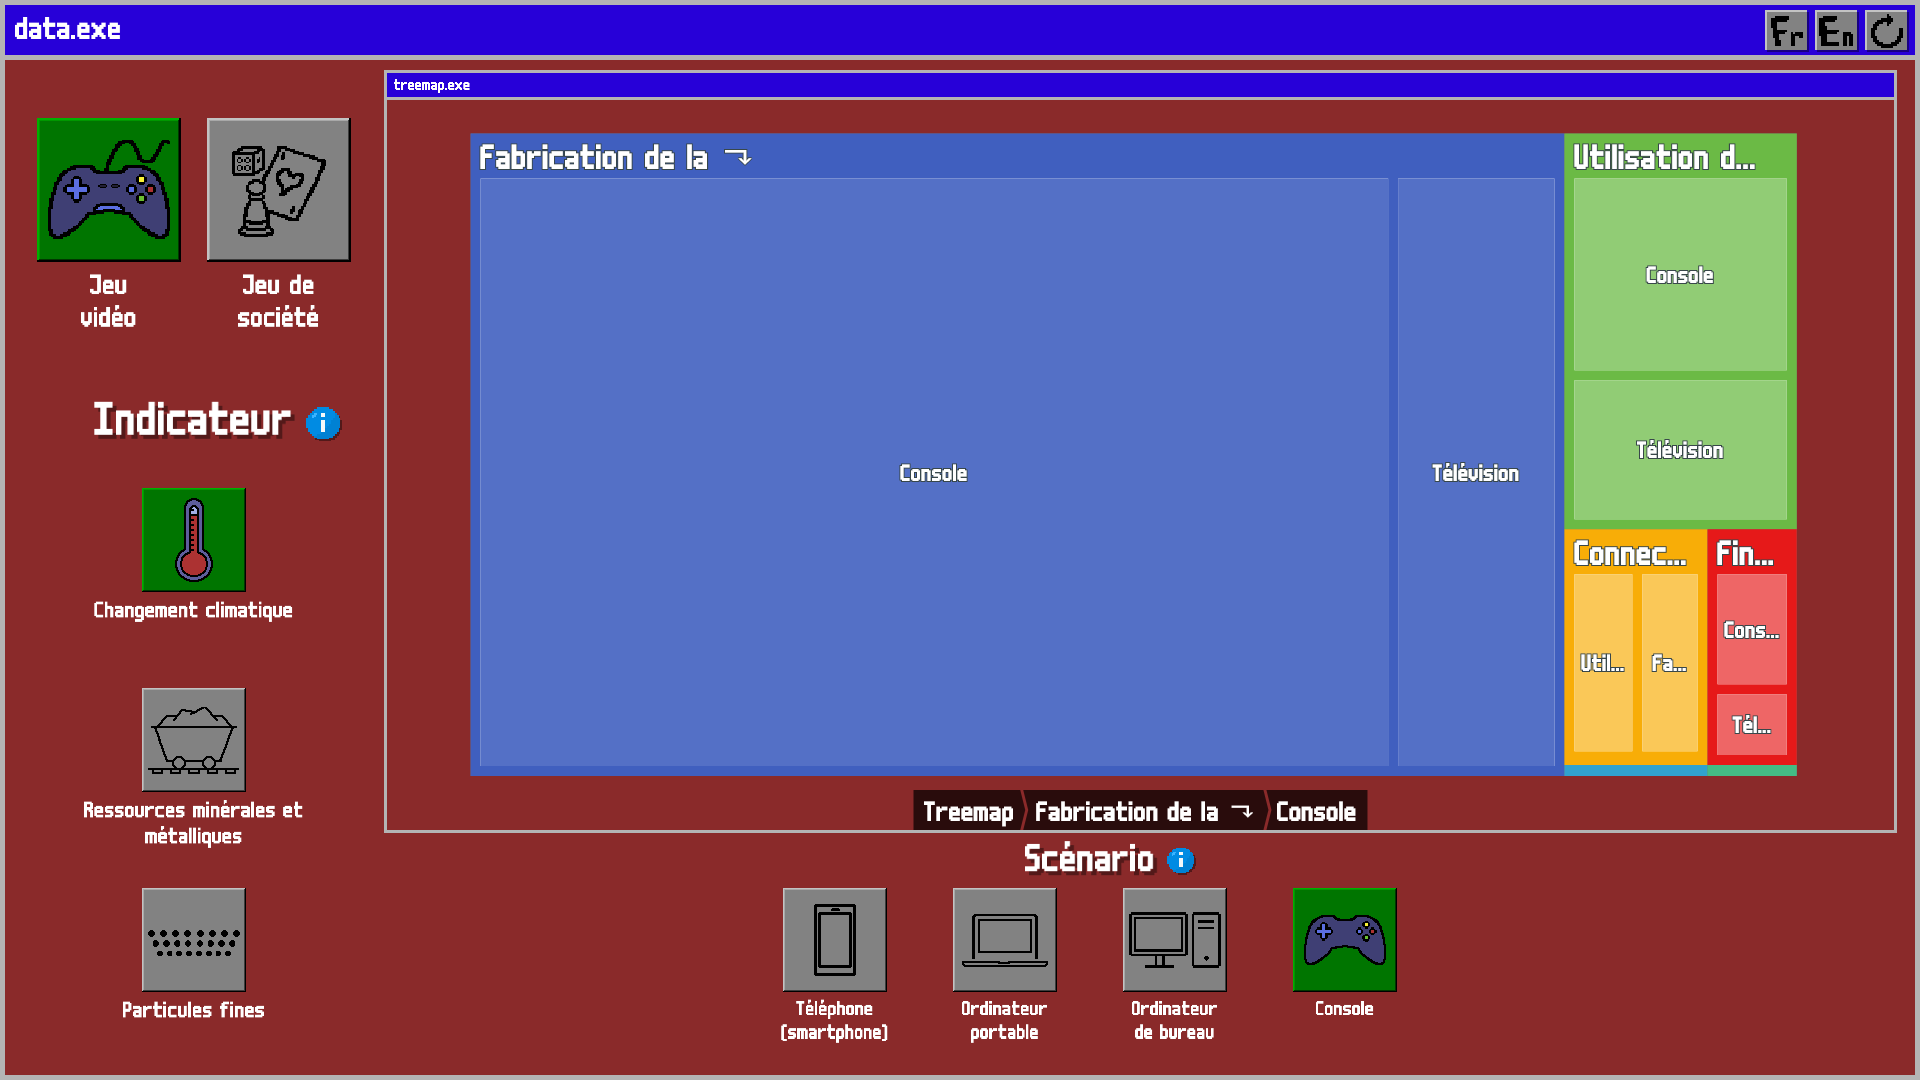 data.exe
Fr En
treemap.exe
Jeu
vidéo
Jeu de
société
Indicateur i
Changement climatique
Ressources minérales et
métalliques
Particules fines
Fabrication de la
Console
Télévision
Utilisation d...
Console
Télévision
Connec...
Util...
Fa...
Fin...
Cons...
Tél...
Treemap Fabrication de la Console
Scénario i
Téléphone
(smartphone)
Ordinateur
portable
Ordinateur
de bureau
Console